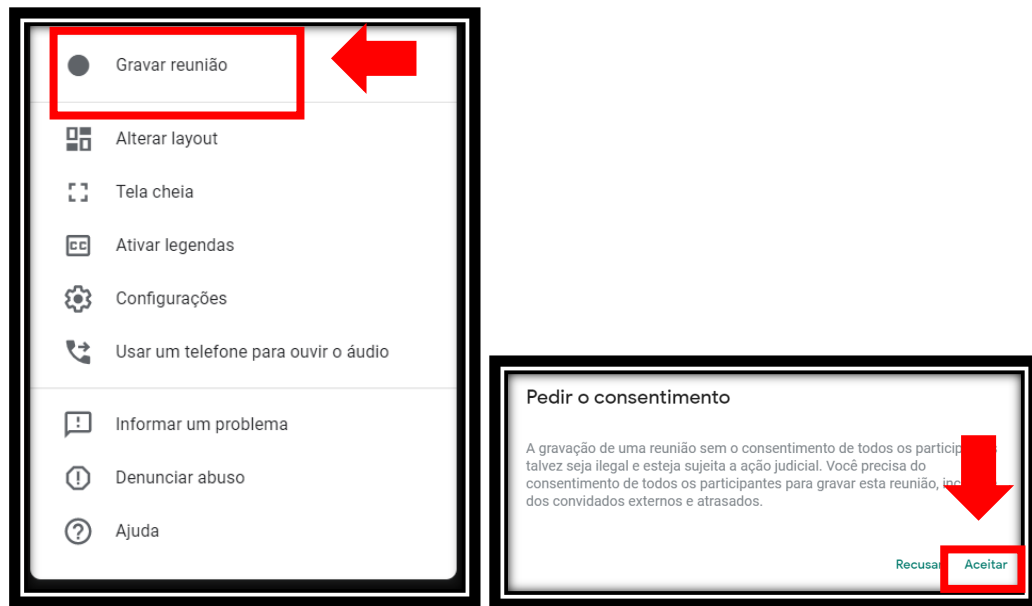 Gravar reunião
Alterar layout
Tela cheia
Ativar legendas
Configurações
Usar um telefone para ouvir o áudio
Informar um problema
Denunciar abuso
Ajuda
Pedir o consentimento
A gravação de uma reunião sem o consentimento de todos os
talvez seja ilegal e esteja sujeita a ação judicial. Você precisa do
consentimento de todos os participantes para gravar esta reunião,
dos convidados externos e atrasados.
Aceitar